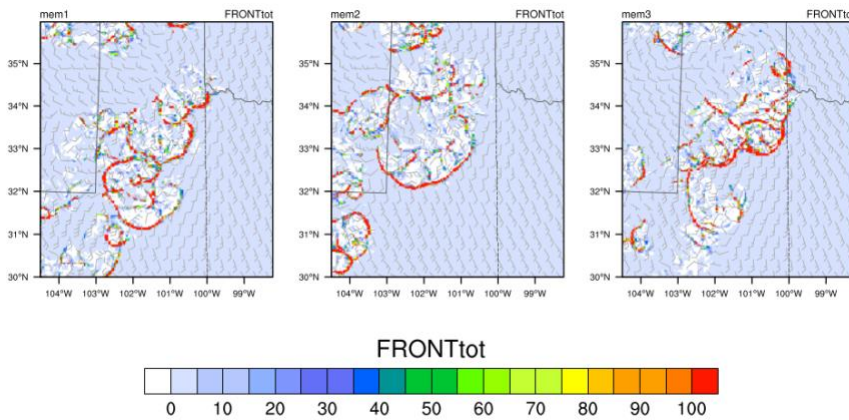 mem1 FRONTtot mem2 FRONTtot mem3 FRONTtot
35°N 35°N 35°N
34°N 34°N 34°N
33°N 33°N 33°N
32°N 32°N 32°N
31°N 31°N 31°N
30°N 30°N 30°N
104°W 103°W 102°W 101°W 100°W 99°W 104°W 103°W 102°W 101°W 100°W 99°W 104°W 103°W 102°W 101°W 100°W 99°W
FRONTtot
0 10 20 30 35 40 45 50 60 70 80 90 100